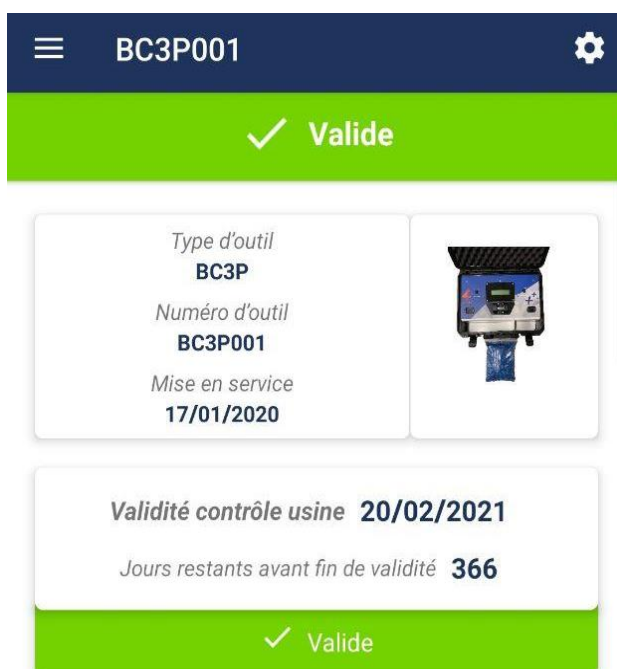 BC3P001
Valide
Type d'outil
BC3P
Numéro d'outil
BC3P001
Mise en service
17/01/2020
Validité contrôle usine 20/02/2021
Jours restants avant fin de validité 366
Valide